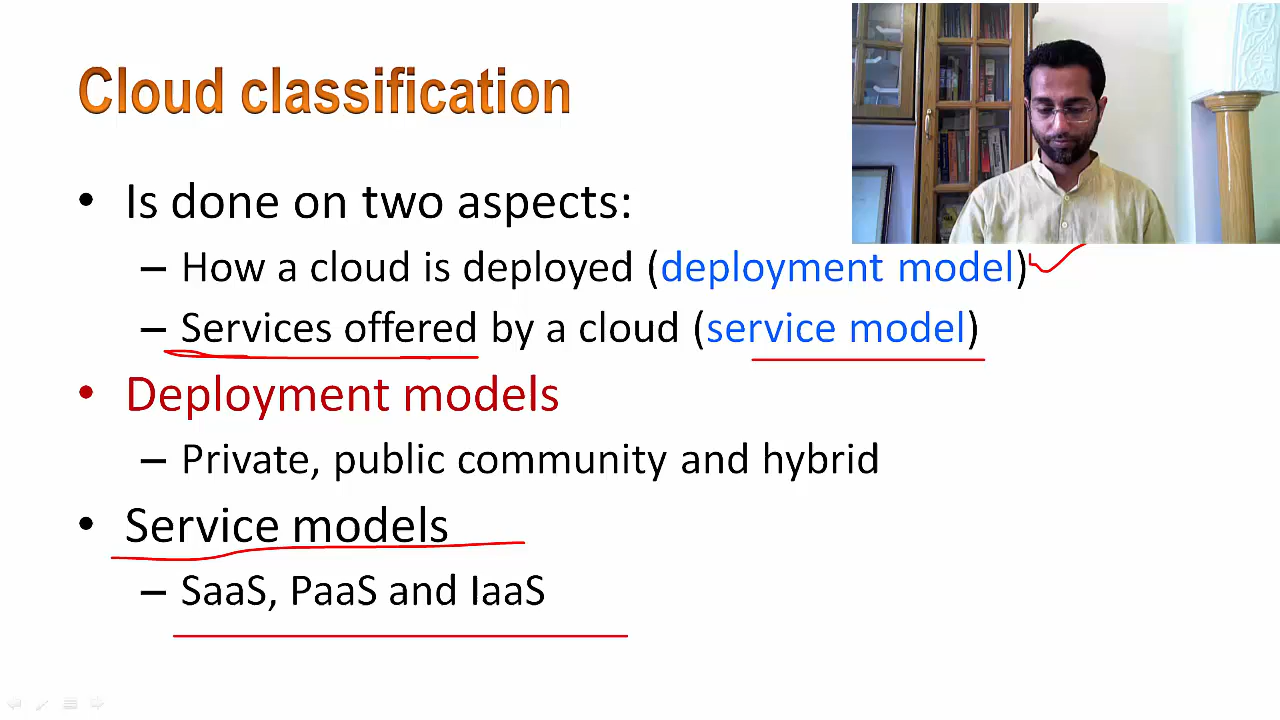 Cloud classification
• Is done on two aspects:
– How a cloud is deployed (deployment model)
– Services offered by a cloud (service model)
• Deployment models
– Private, public community and hybrid
• Service models
– SaaS, PaaS and IaaS